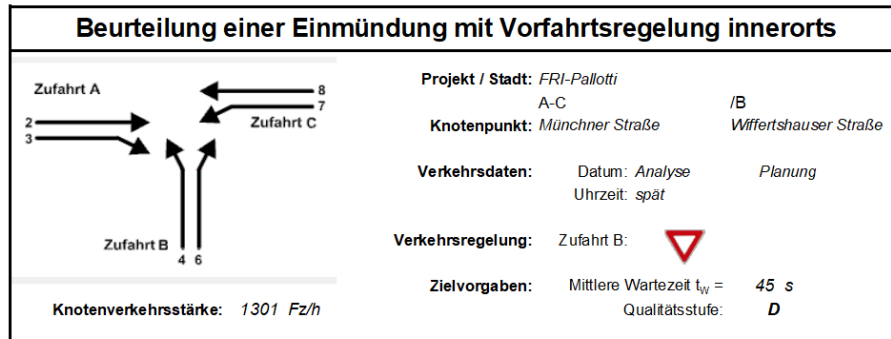 Beurteilung einer Einmündung mit Vorfahrtsregelung innerorts
Zufahrt A
8
7
Zufahrt C
2
3
Zufahrt B
4 6
Knotenverkehrsstärke: 1301 Fz/h
Projekt / Stadt: FRI-Pallotti
A-C /B
Knotenpunkt: Münchner Straße Wiffertshauser Straße
Verkehrsdaten: Datum: Analyse Planung
Uhrzeit: spät
Verkehrsregelung: Zufahrt B:
Zielvorgaben: Mittlere Wartezeit tw = 45 s
Qualitätsstufe: D